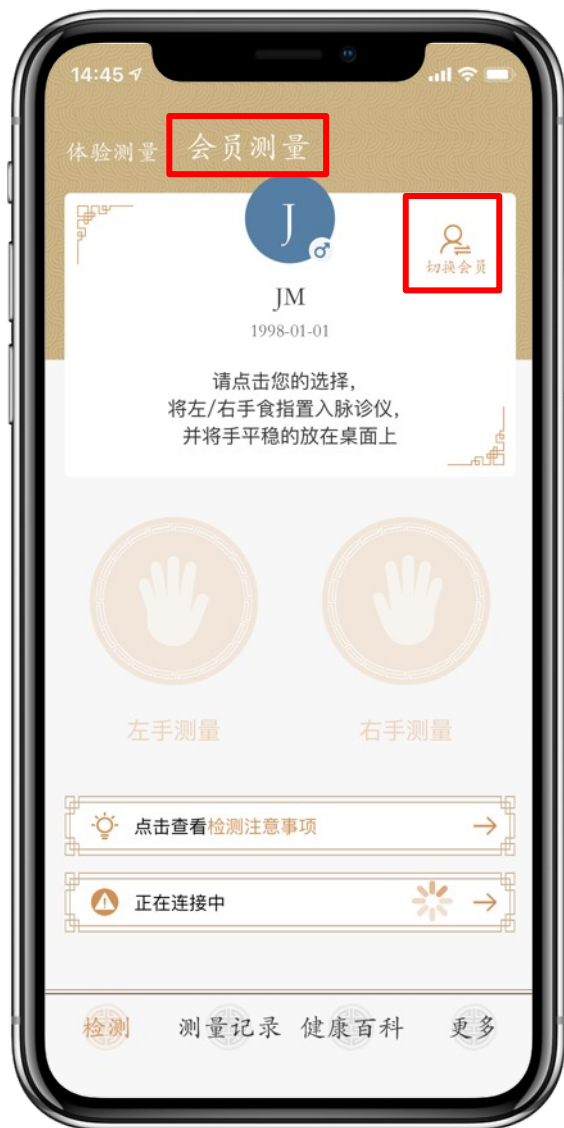 14:45
体验测量 会员测量
J
切换会员
JM
1998-01-01
请点击您的选择，
将左/右手食指置入脉诊仪，
并将手平稳的放在桌面上
左手测量 右手测量
点击查看检测注意事项
正在连接中
检测 测量记录 健康百科 更多